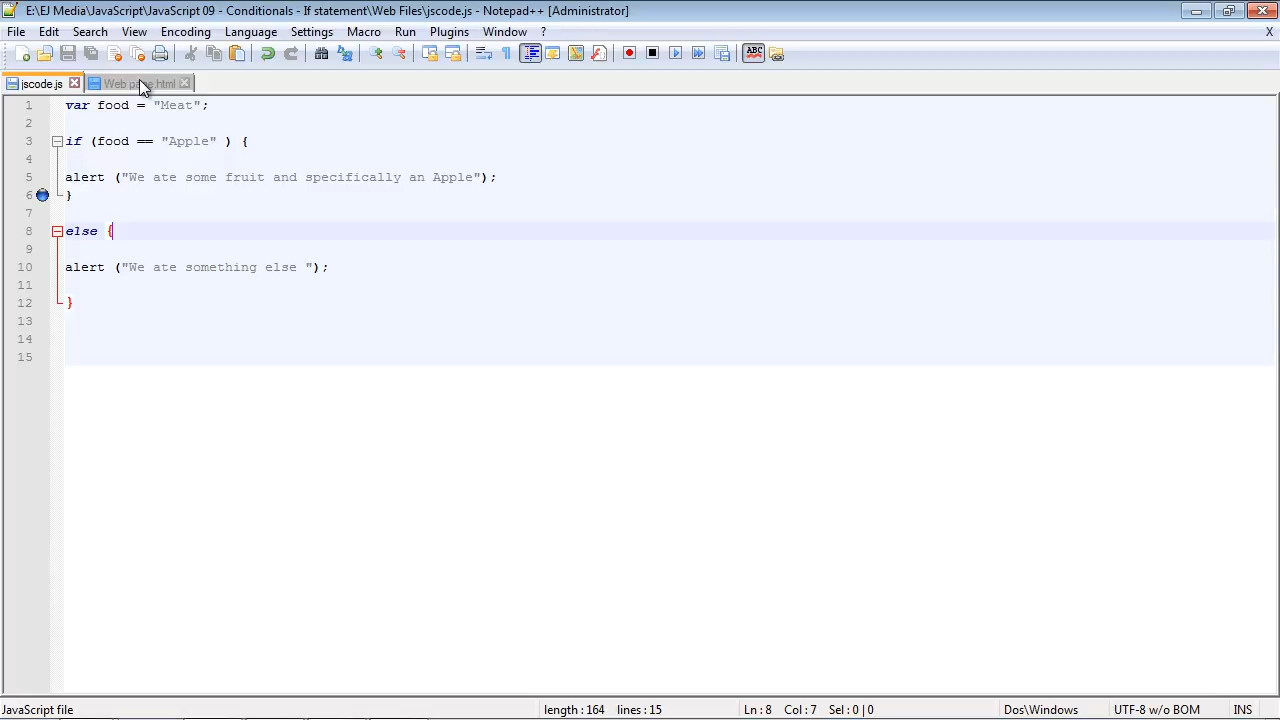 E:\EJ Media\JavaScript\JavaScript 09 - Conditionals - If statement\Web Files\jscode.js - Notepad++ [Administrator]
File Edit Search View Encoding Language Settings Macro Run Plugins Window ? X
ABC
jscode.js Web page.html
1 var food = "Meat";
2
3 if (food == "Apple" ) {
4
5 alert ("We ate some fruit and specifically an Apple");
6 }
7
8 else {
9
10 alert ("We ate something else ");
11
12 }
13
14
15
JavaScript file length : 164 lines : 15 Ln : 8 Col : 7 Sel : 0 | 0 Dos\Windows UTF-8 w/o BOM INS